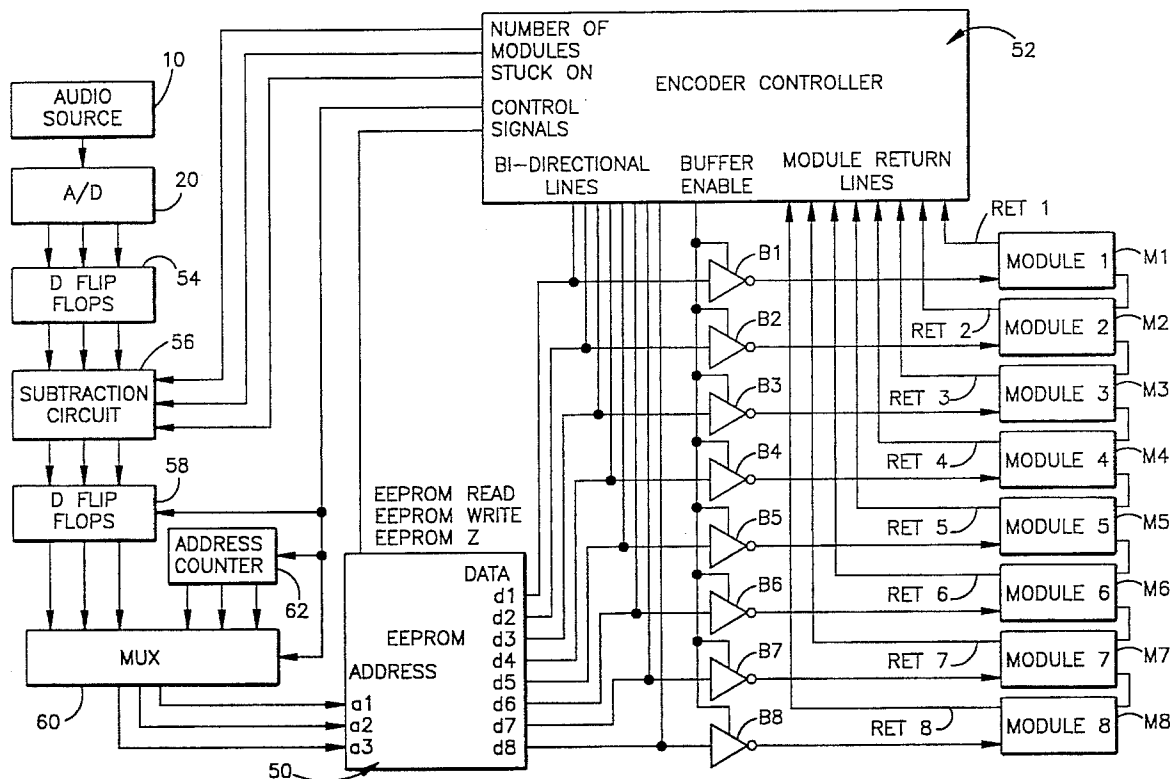 NUMBER OF
MODULES
STUCK ON
CONTROL
SIGNALS
ENCODER CONTROLLER
52
BI-DIRECTIONAL
LINES
BUFFER
ENABLE
MODULE RETURN
LINES
10
AUDIO
SOURCE
A/D
20
D FLIP
FLOPS
54
SUBTRACTION
CIRCUIT
56
D FLIP
FLOPS
58
ADDRESS
COUNTER
62
MUX
60
EEPROM READ
EEPROM WRITE
EEPROM Z
DATA
EEPROM
ADDRESS
a1
a2
a3
d1
d2
d3
d4
d5
d6
d7
d8
50
B1
B2
B3
B4
B5
B6
B7
B8
RET 1
RET 2
RET 3
RET 4
RET 5
RET 6
RET 7
RET 8
MODULE 1
M1
MODULE 2
M2
MODULE 3
M3
MODULE 4
M4
MODULE 5
M5
MODULE 6
M6
MODULE 7
M7
MODULE 8
M8